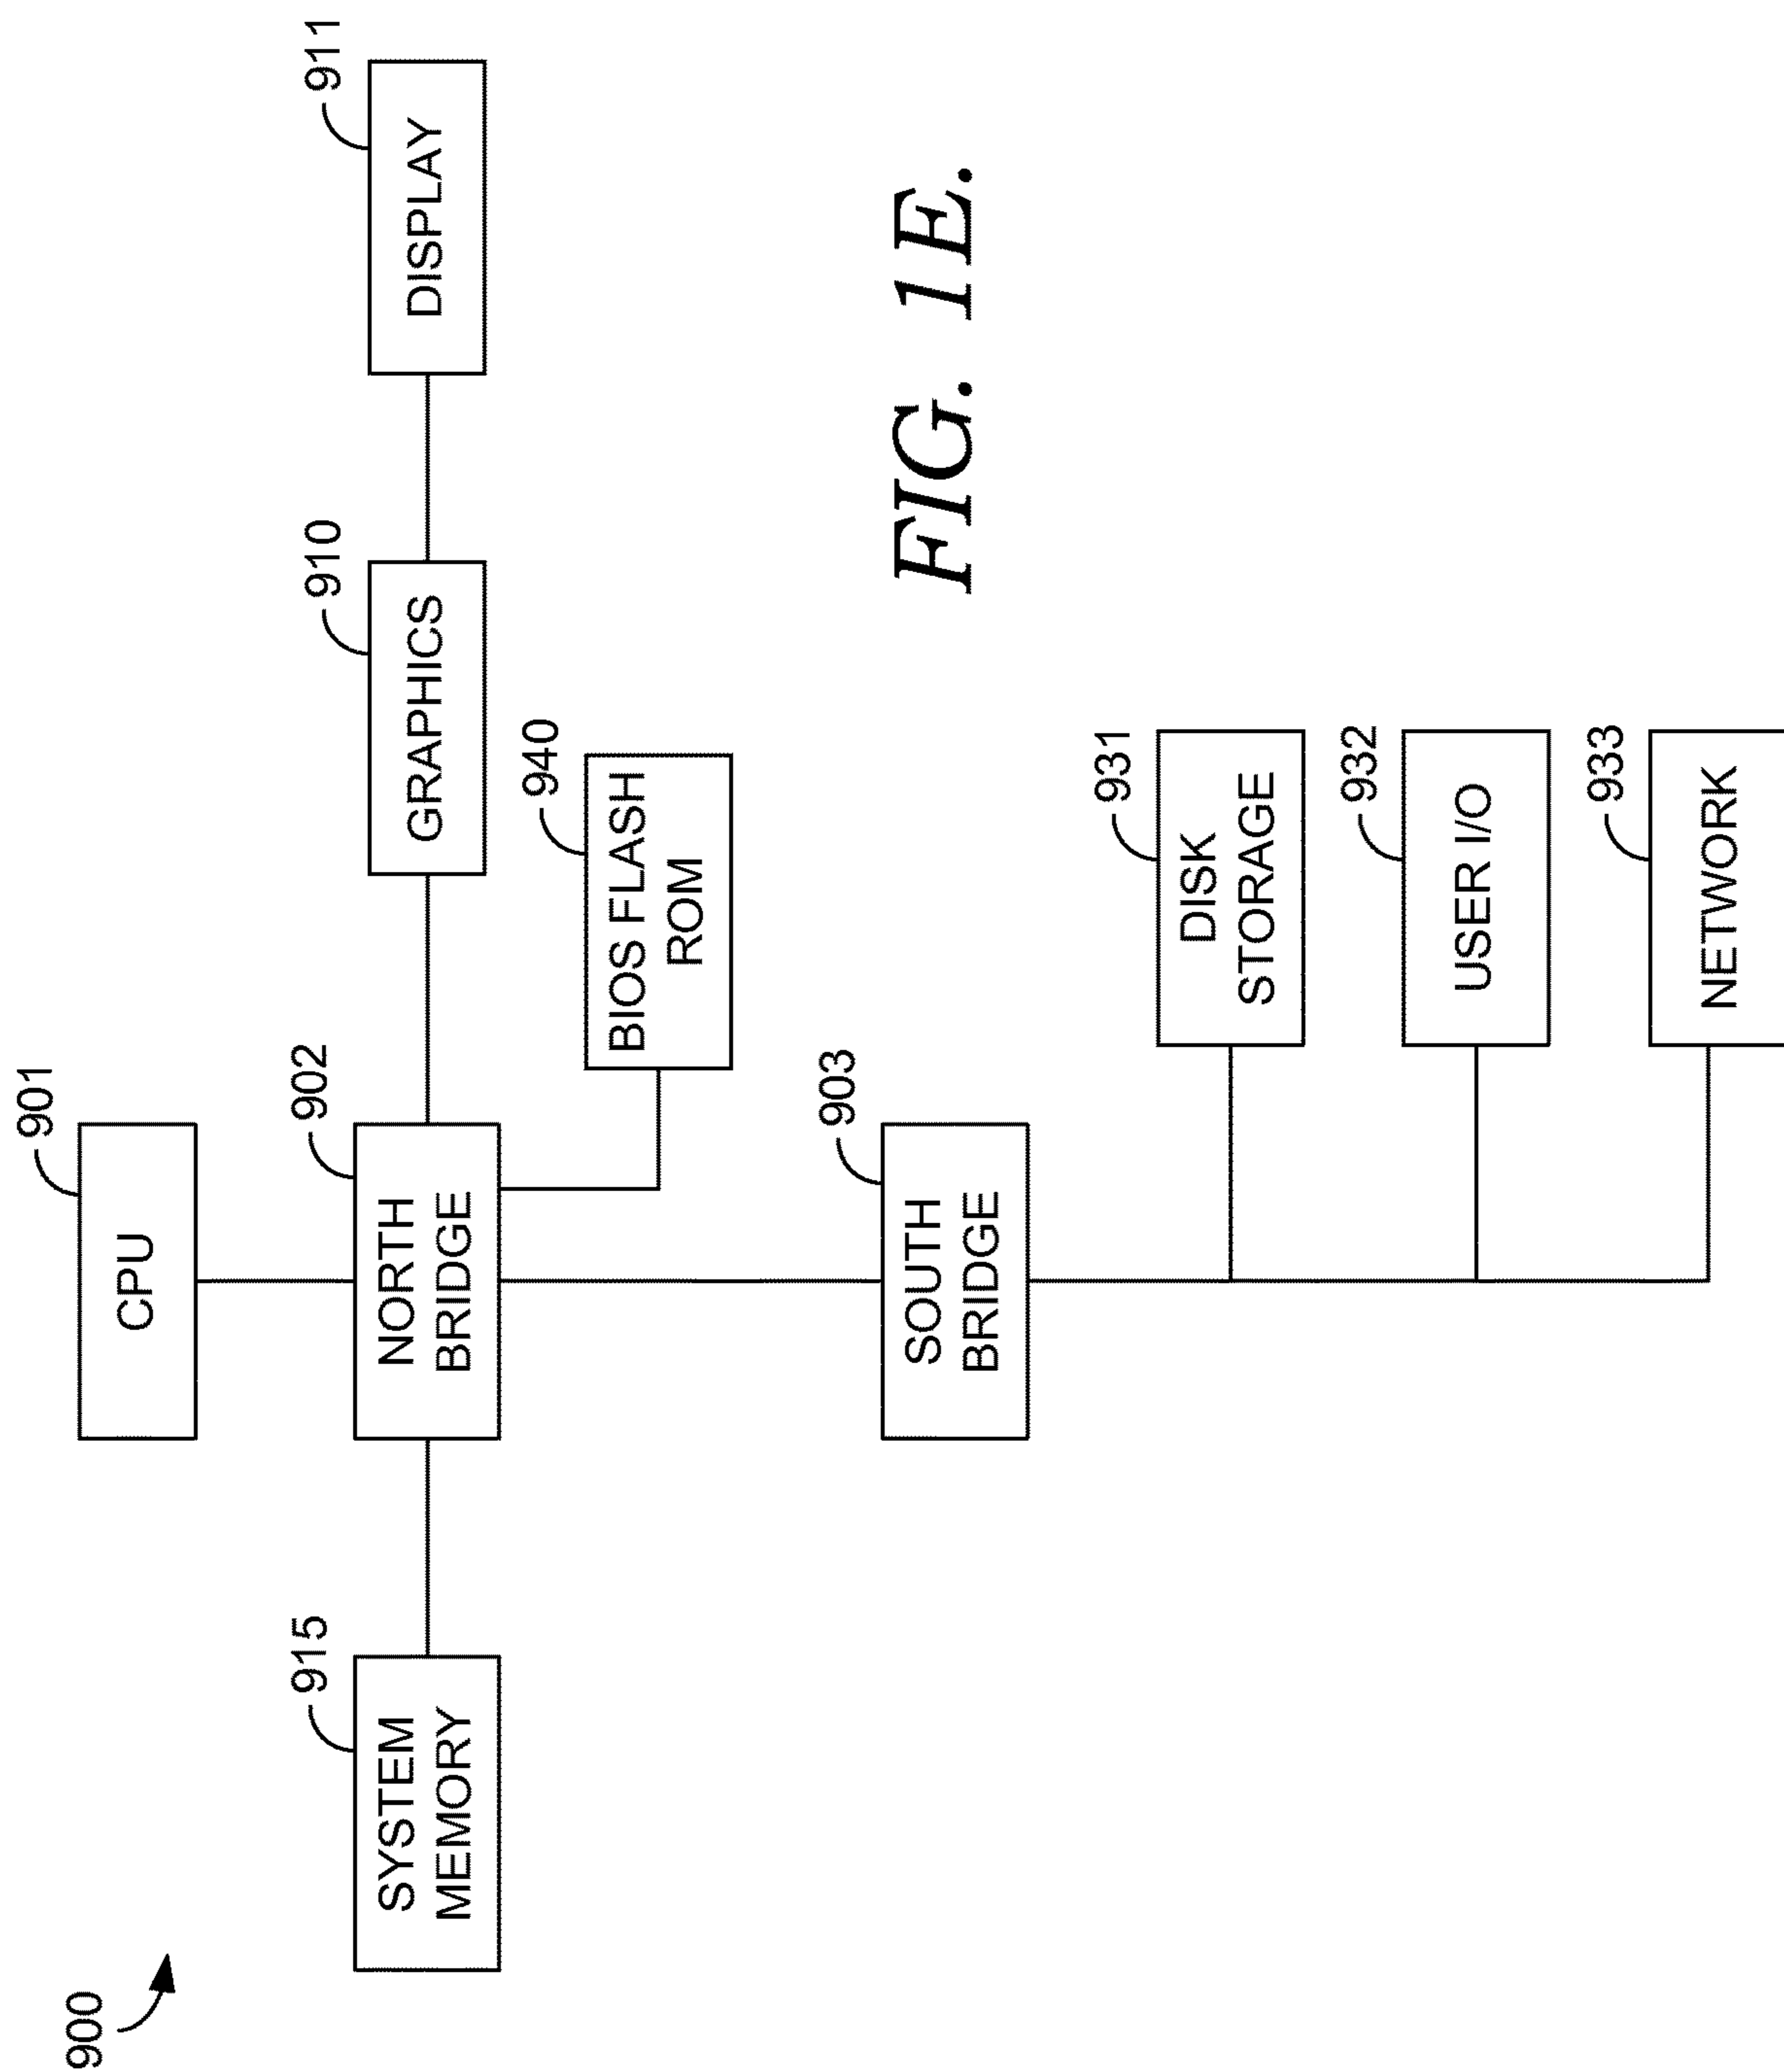 900
901
CPU
915
SYSTEM
MEMORY
902
NORTH
BRIDGE
910
GRAPHICS
911
DISPLAY
940
BIOS FLASH
ROM
903
SOUTH
BRIDGE
931
DISK
STORAGE
932
USER I/O
933
NETWORK
FIG. 1E.